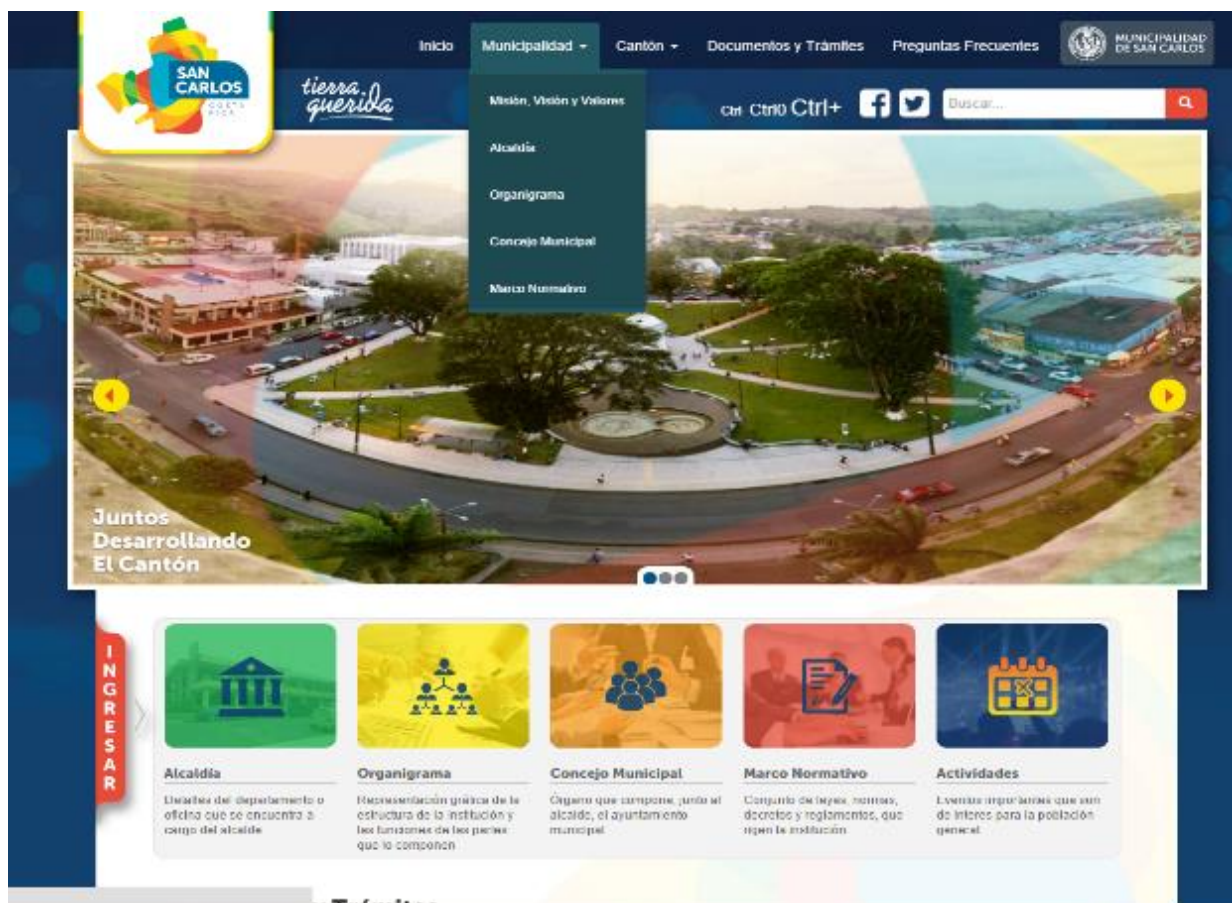 Inicio
Municipalidad
Cantón
Documentos y Trámites
Preguntas Frecuentes
MUNICIPALIDAD
DE SAN CARLOS
SAN
CARLOS
COSTA
RICA
tierra
querida
Misión, Visión y Valores
Alcaldía
Organigrama
Concejo Municipal
Marco Normativo
Ctrl- Ctrl0 Ctrl+
Buscar...
Juntos
Desarrollando
El Cantón
INGRESAR
Alcaldía
Detalles del departamento o
oficina que se encuentra a
cargo del alcalde
Organigrama
Representación gráfica de la
estructura de la institución y
las funciones de las partes
que lo componen
Concejo Municipal
Órgano que compone, junto al
alcalde, el ayuntamiento
municipal
Marco Normativo
Conjunto de leyes, normas,
decretos y reglamentos, que
rigen la institución
Actividades
Eventos importantes que son
de interes para la población
general
Trámites